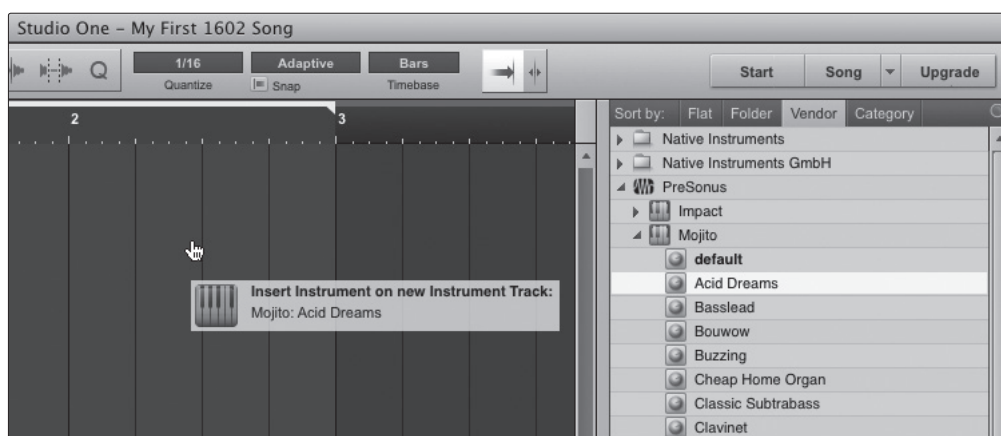 Studio One – My First 1602 Song
Q
1/16
Quantize
Adaptive
Snap
Bars
Timebase
Start
Song
Upgrade
2
3
Sort by: Flat Folder Vendor Category
Native Instruments
Native Instruments GmbH
PreSonus
Impact
Mojito
default
Acid Dreams
Basslead
Bouwow
Buzzing
Cheap Home Organ
Classic Subtrabass
Clavinet
Insert Instrument on new Instrument Track:
Mojito: Acid Dreams